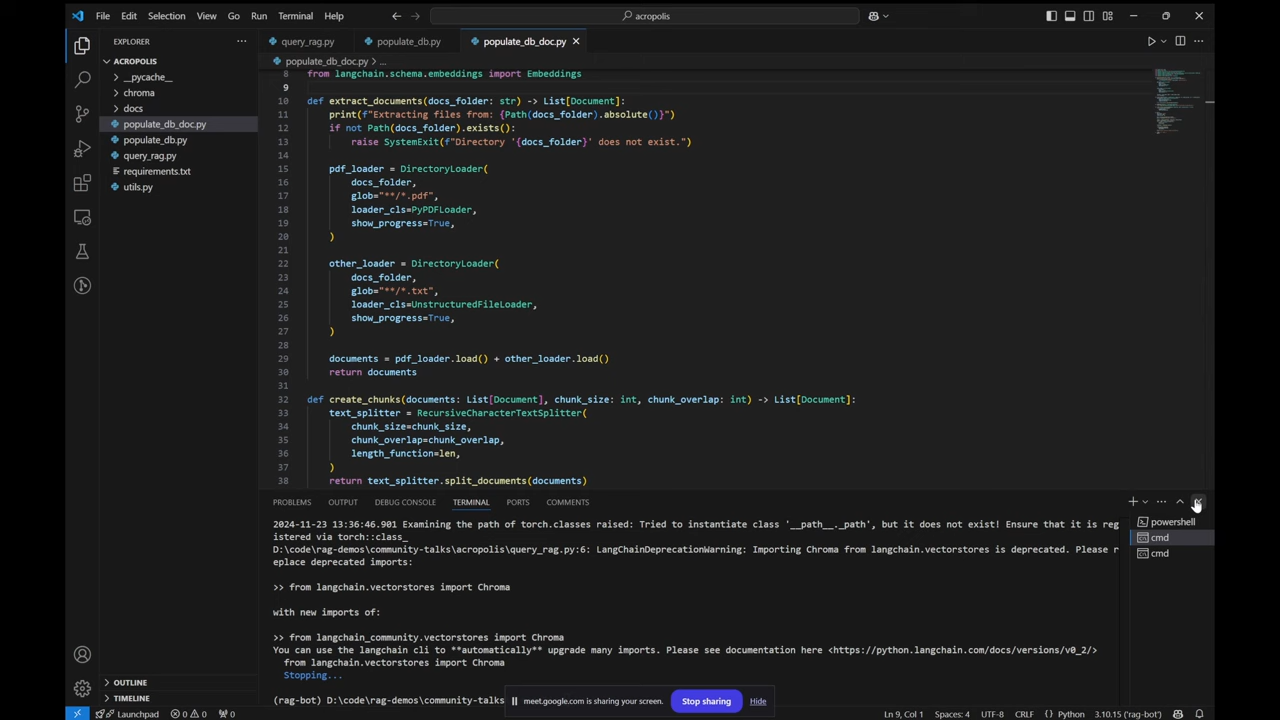 File Edit Selection View Go Run Terminal Help
acropolis
EXPLORER
query_rag.py
populate_db.py
populate_db_doc.py
ACROPOLIS
__pycache__
chroma
docs
populate_db_doc.py
populate_db.py
query_rag.py
requirements.txt
utils.py
OUTLINE
TIMELINE
populate_db_doc.py > ...
8 from langchain.schema.embeddings import Embeddings
9
10 def extract_documents(docs_folder: str) -> List[Document]:
11 print(f"Extracting files from: {Path(docs_folder).absolute()}")
12 if not Path(docs_folder).exists():
13 raise SystemExit(f"Directory '{docs_folder}' does not exist.")
14
15 pdf_loader = DirectoryLoader(
16 docs_folder,
17 glob="**/*.pdf",
18 loader_cls=PyPDFLoader,
19 show_progress=True,
20 )
21
22 other_loader = DirectoryLoader(
23 docs_folder,
24 glob="**/*.txt",
25 loader_cls=UnstructuredFileLoader,
26 show_progress=True,
27 )
28
29 documents = pdf_loader.load() + other_loader.load()
30 return documents
31
32 def create_chunks(documents: List[Document], chunk_size: int, chunk_overlap: int) -> List[Document]:
33 text_splitter = RecursiveCharacterTextSplitter(
34 chunk_size=chunk_size,
35 chunk_overlap=chunk_overlap,
36 length_function=len,
37 )
38 return text_splitter.split_documents(documents)
PROBLEMS OUTPUT DEBUG CONSOLE TERMINAL PORTS COMMENTS
powershell
cmd
cmd
2024-11-23 13:36:46.901 Examining the path of torch.classes raised: Tried to instantiate class '__path__._path', but it does not exist! Ensure that it is reg
istered via torch::class_
D:\code\rag-demos\community-talks\acropolis\query_rag.py:6: LangChainDeprecationWarning: Importing Chroma from langchain.vectorstores is deprecated. Please r
eplace deprecated imports:
>> from langchain.vectorstores import Chroma
with new imports of:
>> from langchain_community.vectorstores import Chroma
You can use the langchain cli to **automatically** upgrade many imports. Please see documentation here <https://python.langchain.com/docs/versions/v0_2/>
from langchain.vectorstores import Chroma
Stopping...
(rag-bot) D:\code\rag-demos\community-talks
meet.google.com is sharing your screen. Stop sharing Hide
Launchpad 0 0 0 Ln 9, Col 1 Spaces: 4 UTF-8 CRLF Python 3.10.15 ('rag-bot')